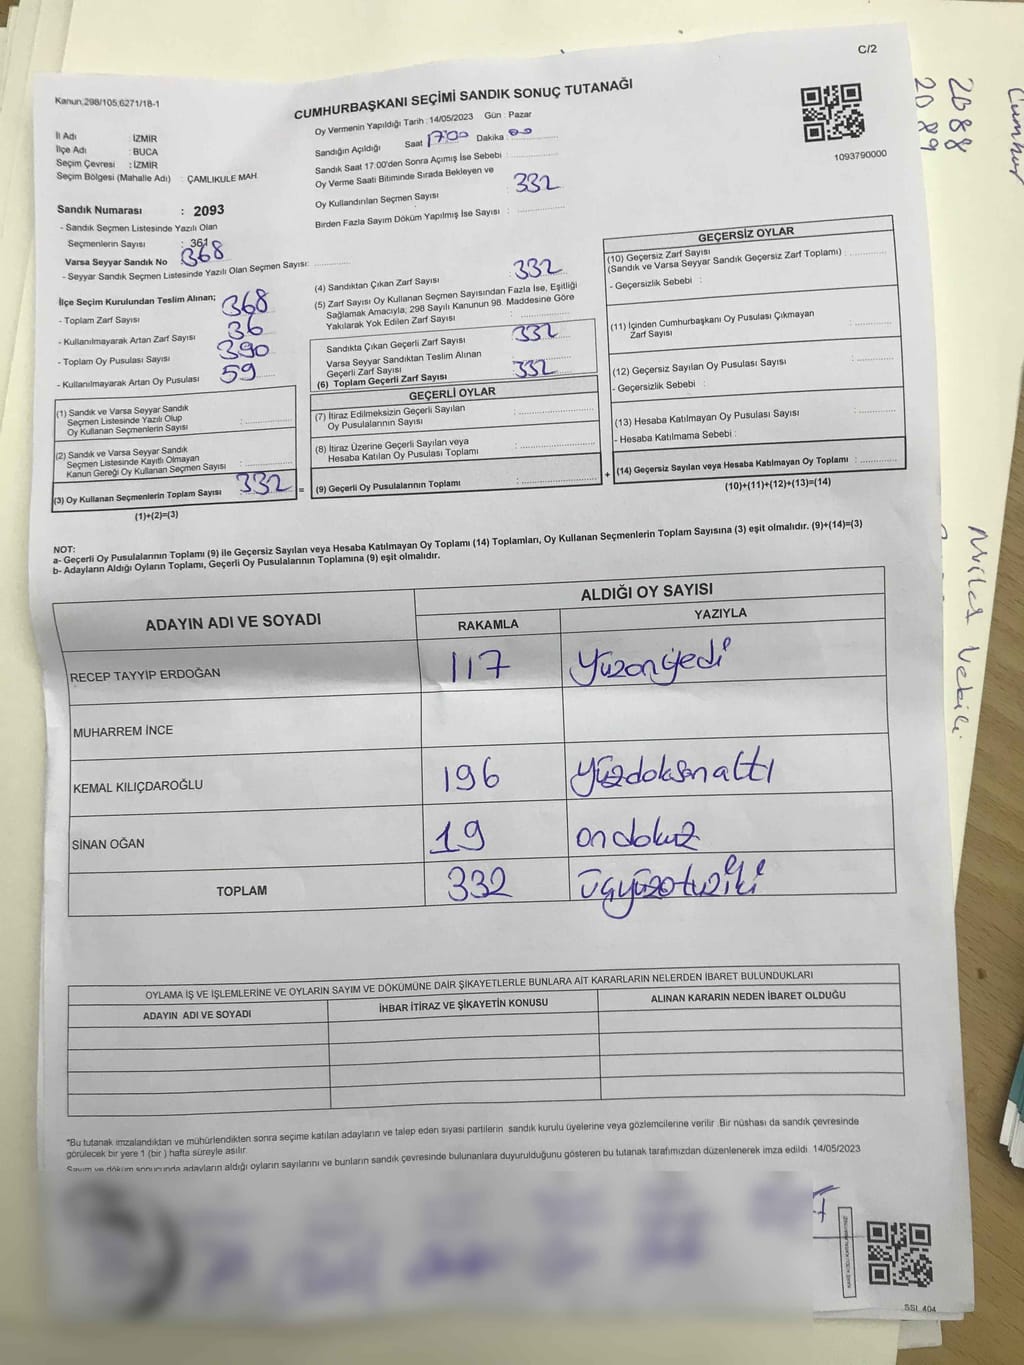 C/2
Kanun,298/105,6271/18-1
CUMHURBAŞKANI SEÇİMİ SANDIK SONUÇ TUTANAĞI
1093790000
İl Adı : İZMİR
İlçe Adı : BUCA
Seçim Çevresi : İZMİR
Seçim Bölgesi (Mahalle Adı) : ÇAMLIKULE MAH
Oy Vermenin Yapıldığı Tarih : 14/05/2023 Gün : Pazar
Sandığın Açıldığı Saat 17:00 Dakika 00
Sandık Saat 17:00'den Sonra Açımış İse Sebebi :
Oy Verme Saati Bitiminde Sırada Bekleyen ve
Oy Kullandırılan Seçmen Sayısı : 332
Birden Fazla Sayım Döküm Yapılmış İse Sayısı :
Sandık Numarası : 2093
- Sandık Seçmen Listesinde Yazılı Olan
Seçmenlerin Sayısı : 361
Varsa Seyyar Sandık No 368
- Seyyar Sandık Seçmen Listesinde Yazılı Olan Seçmen Sayısı:
İlçe Seçim Kurulundan Teslim Alınan;
- Toplam Zarf Sayısı 368
- Kullanılmayarak Artan Zarf Sayısı 36
- Toplam Oy Pusulası Sayısı 390
- Kullanılmayarak Artan Oy Pusulası 59
(1) Sandık ve Varsa Seyyar Sandık
Seçmen Listesinde Yazılı Olup
Oy Kullanan Seçmenlerin Sayısı :
(2) Sandık ve Varsa Seyyar Sandık
Seçmen Listesinde Kayıtlı Olmayan
Kanun Gereği Oy Kullanan Seçmen Sayısı :
(3) Oy Kullanan Seçmenlerin Toplam Sayısı : 332 =
(1)+(2)=(3)
(4) Sandıktan Çıkan Zarf Sayısı : 332
(5) Zarf Sayısı Oy Kullanan Seçmen Sayısından Fazla İse, Eşitliği
Sağlamak Amacıyla; 298 Sayılı Kanunun 98. Maddesine Göre
Yakılarak Yok Edilen Zarf Sayısı :
Sandıkta Çıkan Geçerli Zarf Sayısı : 332
Varsa Seyyar Sandıktan Teslim Alınan
Geçerli Zarf Sayısı :
(6) Toplam Geçerli Zarf Sayısı : 332
GEÇERLİ OYLAR
(7) İtiraz Edilmeksizin Geçerli Sayılan
Oy Pusulalarının Sayısı :
(8) İtiraz Üzerine Geçerli Sayılan veya
Hesaba Katılan Oy Pusulası Toplamı :
(9) Geçerli Oy Pusulalarının Toplamı : +
GEÇERSİZ OYLAR
(10) Geçersiz Zarf Sayısı
(Sandık ve Varsa Seyyar Sandık Geçersiz Zarf Toplamı) :
- Geçersizlik Sebebi :
(11) İçinden Cumhurbaşkanı Oy Pusulası Çıkmayan
Zarf Sayısı :
(12) Geçersiz Sayılan Oy Pusulası Sayısı :
- Geçersizlik Sebebi :
(13) Hesaba Katılmayan Oy Pusulası Sayısı :
- Hesaba Katılmama Sebebi :
(14) Geçersiz Sayılan veya Hesaba Katılmayan Oy Toplamı :
(10)+(11)+(12)+(13)=(14)
NOT:
a- Geçerli Oy Pusulalarının Toplamı (9) ile Geçersiz Sayılan veya Hesaba Katılmayan Oy Toplamı (14) Toplamları, Oy Kullanan Seçmenlerin Toplam Sayısına (3) eşit olmalıdır. (9)+(14)=(3)
b- Adayların Aldığı Oyların Toplamı, Geçerli Oy Pusulalarının Toplamına (9) eşit olmalıdır.
ADAYIN ADI VE SOYADI
ALDIĞI OY SAYISI
RAKAMLA YAZIYLA
RECEP TAYYİP ERDOĞAN 117 Yüzonyedi
MUHARREM İNCE
KEMAL KILIÇDAROĞLU 196 yüzdoksanaltı
SİNAN OĞAN 19 ondokuz
TOPLAM 332 üçyüzotuziki
OYLAMA İŞ VE İŞLEMLERİNE VE OYLARIN SAYIM VE DÖKÜMÜNE DAİR ŞİKAYETLERLE BUNLARA AİT KARARLARIN NELERDEN İBARET BULUNDUKLARI
ADAYIN ADI VE SOYADI İHBAR İTİRAZ VE ŞİKAYETİN KONUSU ALINAN KARARIN NEDEN İBARET OLDUĞU
*Bu tutanak imzalandıktan ve mühürlendikten sonra seçime katılan adayların ve talep eden siyasi partilerin sandık kurulu üyelerine veya gözlemcilerine verilir .Bir nüshası da sandık çevresinde
görülecek bir yere 1 (bir ) hafta süreyle asılır.
Sayım ve döküm sonucunda adayların aldığı oyların sayılarını ve bunların sandık çevresinde bulunanlara duyurulduğunu gösteren bu tutanak tarafımızdan düzenlenerek imza edildi. 14/05/2023
SSI_404
2088
2089
Cumhur
Millet Vekili